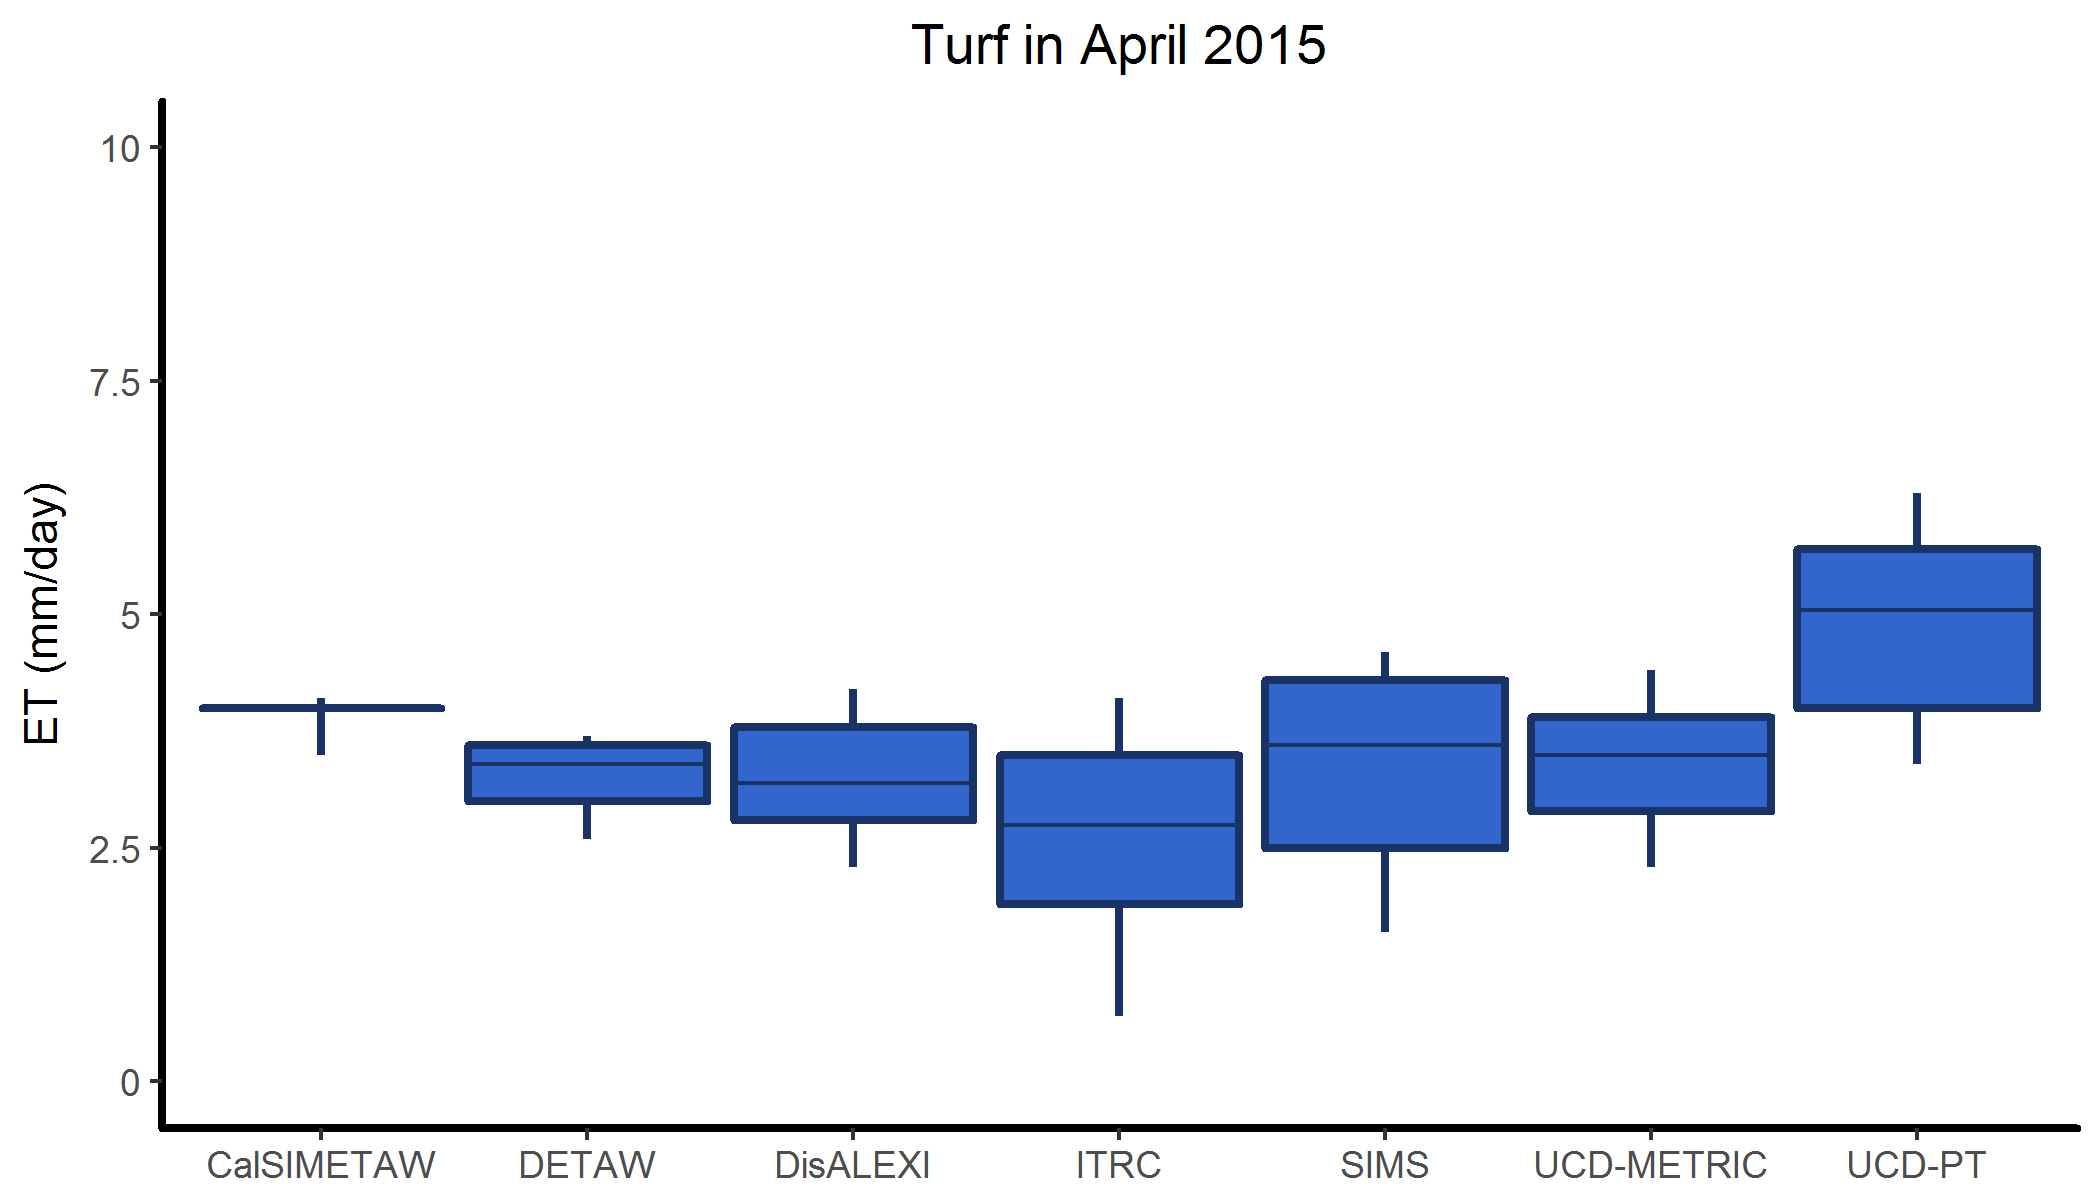 Turf in April 2015
ET (mm/day)
10
7.5
5
2.5
0
CalSIMETAW DETAW DisALEXI ITRC SIMS UCD-METRIC UCD-PT